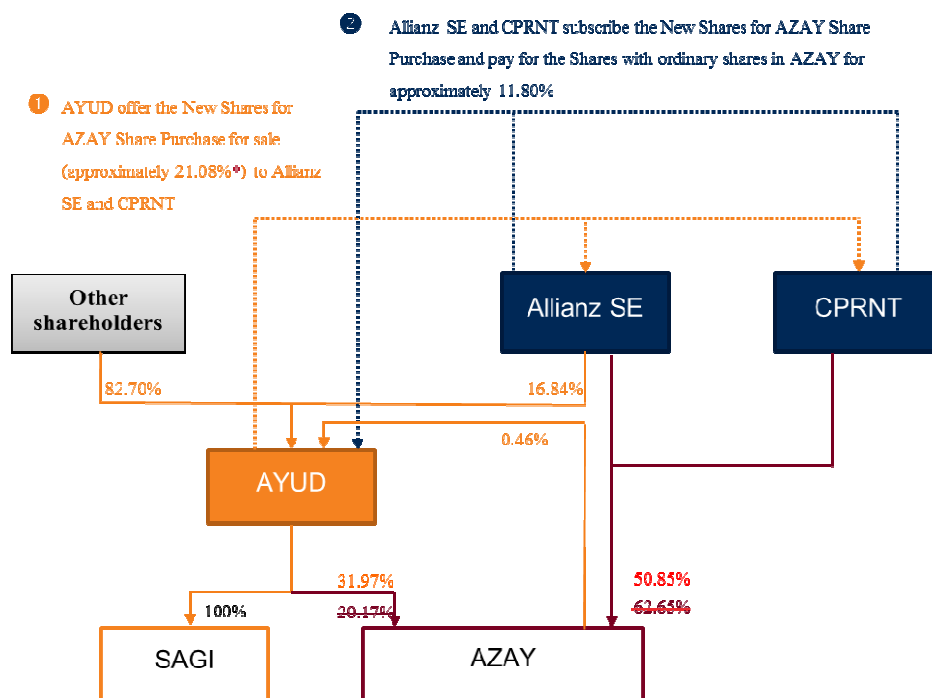 2 Allianz SE and CPRNT subscribe the New Shares for AZAY Share
Purchase and pay for the Shares with ordinary shares in AZAY for
approximately 11.80%
1 AYUD offer the New Shares for
AZAY Share Purchase for sale
(approximately 21.08%*) to Allianz
SE and CPRNT
Other
shareholders
Allianz SE
CPRNT
82.70%
16.84%
0.46%
AYUD
31.97%
20.17%
50.85%
62.65%
100%
SAGI
AZAY